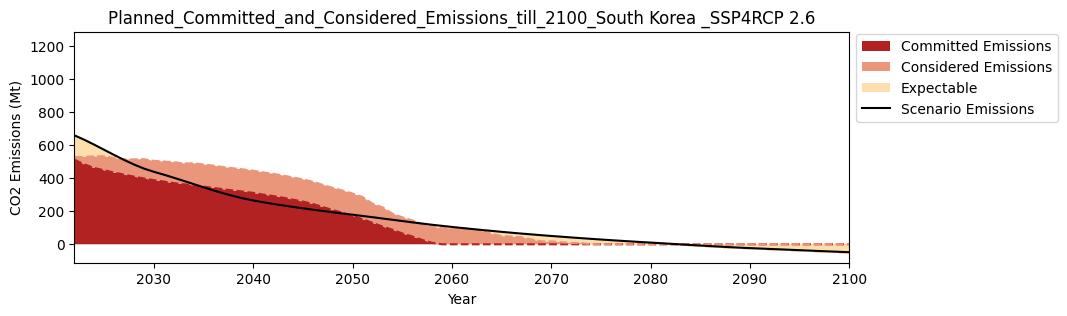 Planned_Committed_and_Considered_Emissions_till_2100_South Korea _SSP4RCP 2.6
CO2 Emissions (Mt)
1200
1000
800
600
400
200
0
2030
2040
2050
2060
2070
2080
2090
2100
Year
Committed Emissions
Considered Emissions
Expectable
Scenario Emissions